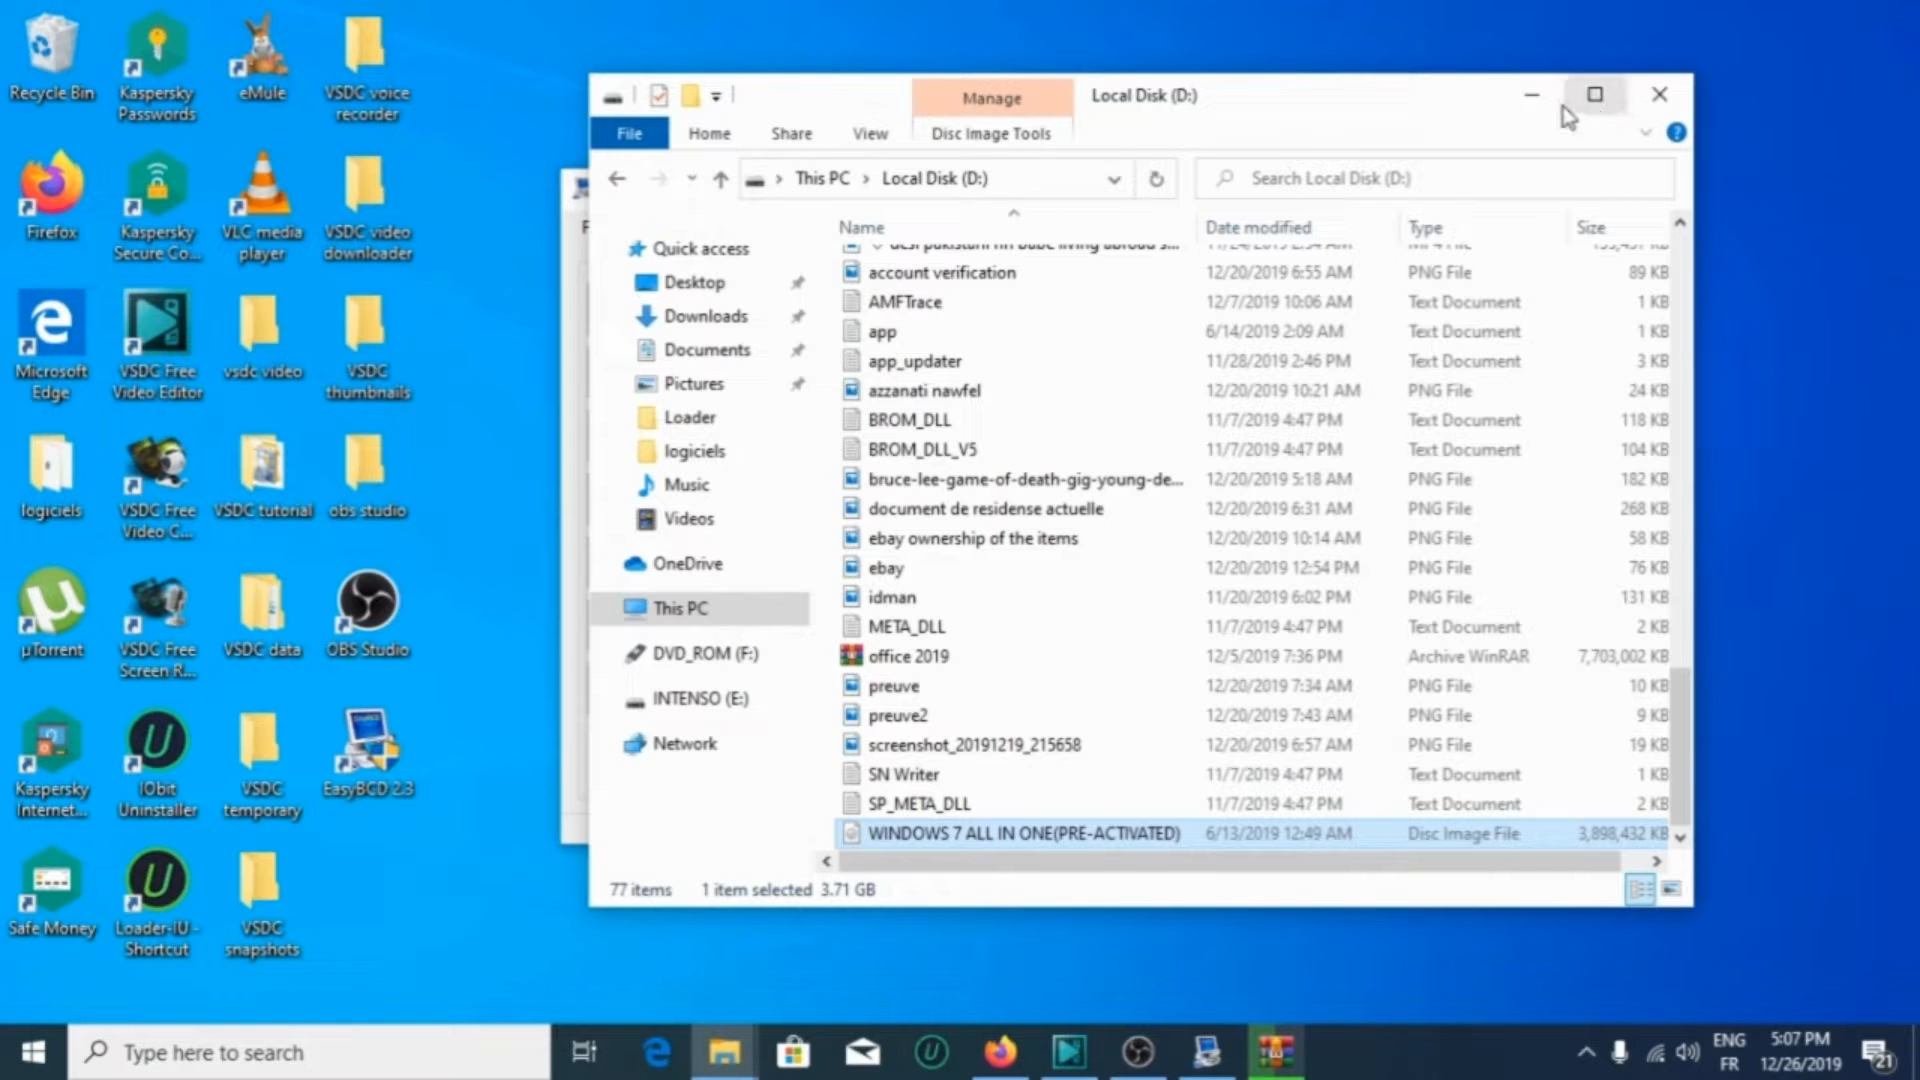 Recycle Bin
Kaspersky Passwords
eMule
VSDC voice recorder
Firefox
Kaspersky Secure Co...
VLC media player
VSDC video downloader
Microsoft Edge
VSDC Free Video Editor
vsdc video
VSDC thumbnails
logiciels
VSDC Free Video C...
VSDC tutorial
obs studio
µTorrent
VSDC Free Screen R...
VSDC data
OBS Studio
Kaspersky Internet...
IObit Uninstaller
VSDC temporary
EasyBCD 2.3
Safe Money
Loader-IU - Shortcut
VSDC snapshots
Manage
Local Disk (D:)
File
Home
Share
View
Disc Image Tools
This PC > Local Disk (D:)
Search Local Disk (D:)
Quick access
Desktop
Downloads
Documents
Pictures
Loader
logiciels
Music
Videos
OneDrive
This PC
DVD_ROM (F:)
INTENSO (E:)
Network
Name Date modified Type Size
account verification 12/20/2019 6:55 AM PNG File 89 KB
AMFTrace 12/7/2019 10:06 AM Text Document 1 KB
app 6/14/2019 2:09 AM Text Document 1 KB
app_updater 11/28/2019 2:46 PM Text Document 3 KB
azzanati nawfel 12/20/2019 10:21 AM PNG File 24 KB
BROM_DLL 11/7/2019 4:47 PM Text Document 118 KB
BROM_DLL_V5 11/7/2019 4:47 PM Text Document 104 KB
bruce-lee-game-of-death-gig-young-de... 12/20/2019 5:18 AM PNG File 182 KB
document de residense actuelle 12/20/2019 6:31 AM PNG File 268 KB
ebay ownership of the items 12/20/2019 10:14 AM PNG File 58 KB
ebay 12/20/2019 12:54 PM PNG File 76 KB
idman 11/20/2019 6:02 PM PNG File 131 KB
META_DLL 11/7/2019 4:47 PM Text Document 2 KB
office 2019 12/5/2019 7:36 PM Archive WinRAR 7,703,002 KB
preuve 12/20/2019 7:34 AM PNG File 10 KB
preuve2 12/20/2019 7:43 AM PNG File 9 KB
screenshot_20191219_215658 12/20/2019 6:57 AM PNG File 19 KB
SN Writer 11/7/2019 4:47 PM Text Document 1 KB
SP_META_DLL 11/7/2019 4:47 PM Text Document 2 KB
WINDOWS 7 ALL IN ONE(PRE-ACTIVATED) 6/13/2019 12:49 AM Disc Image File 3,898,432 KB
77 items 1 item selected 3.71 GB
Type here to search
ENG
FR
5:07 PM
12/26/2019
21